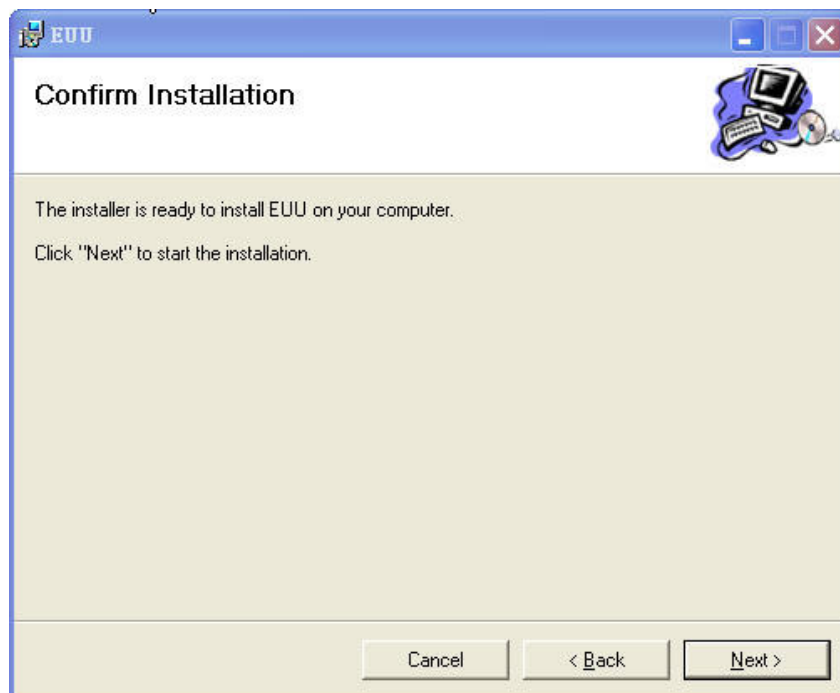 EUU
Confirm Installation
The installer is ready to install EUU on your computer.
Click "Next" to start the installation.
Cancel
< Back
Next >